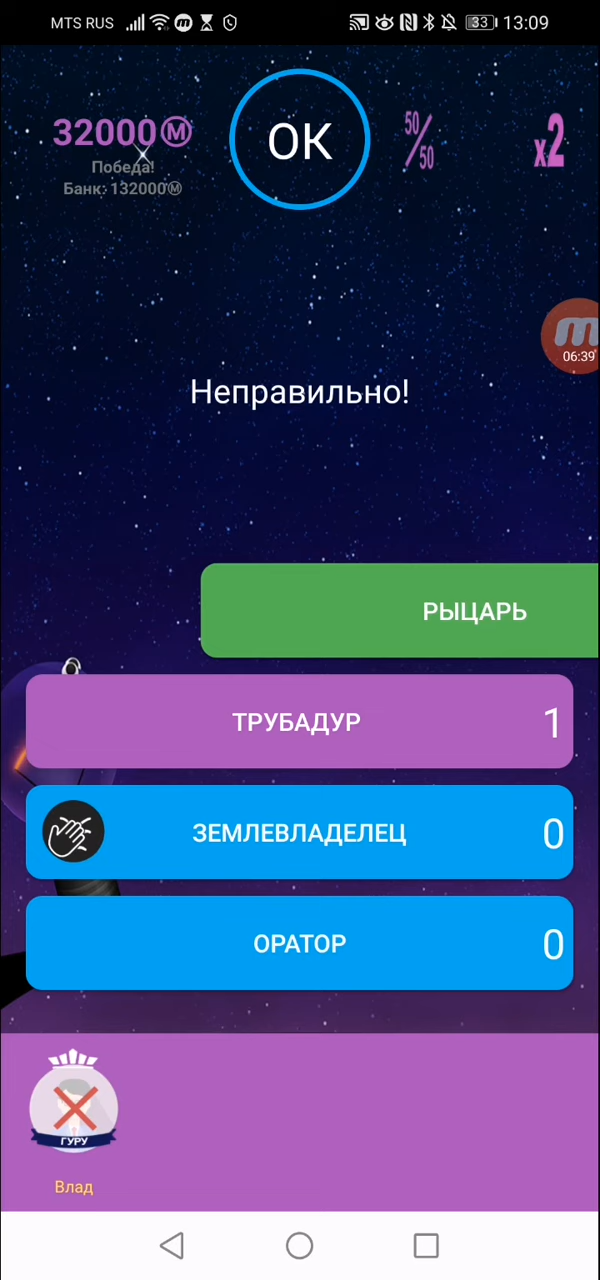 MTS RUS 33 13:09
32000Ⓜ
Победа!
Банк: 132000Ⓜ
ОК
50/50
x2
m
06:39
Неправильно!
РЫЦАРЬ
ТРУБАДУР 1
ЗЕМЛЕВЛАДЕЛЕЦ 0
ОРАТОР 0
ГУРУ
Влад